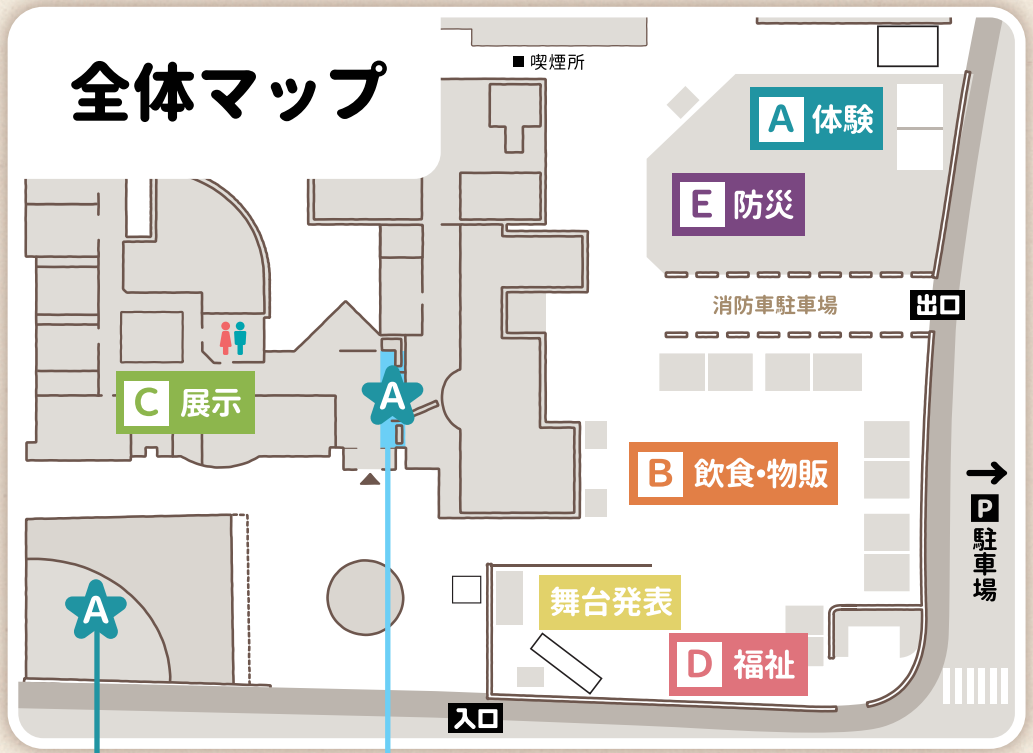 全体マップ
喫煙所
A 体験
E 防災
消防車駐車場
出口
A
C 展示
B 飲食・物販
P
駐車場
A
舞台発表
D 福祉
入口